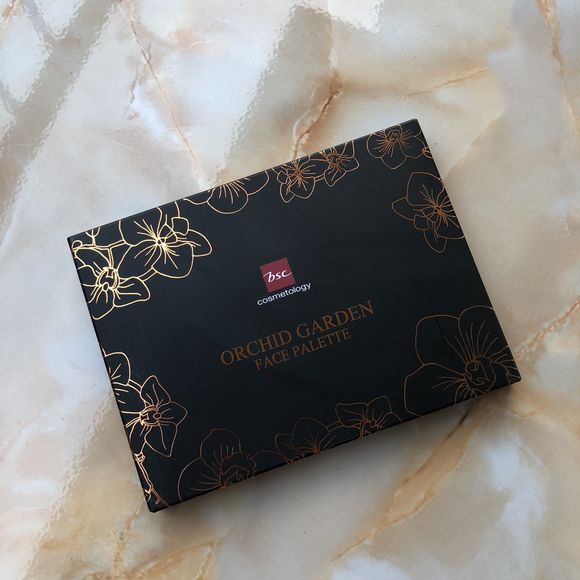 bsc
cosmetology
ORCHID GARDEN
FACE PALETTE